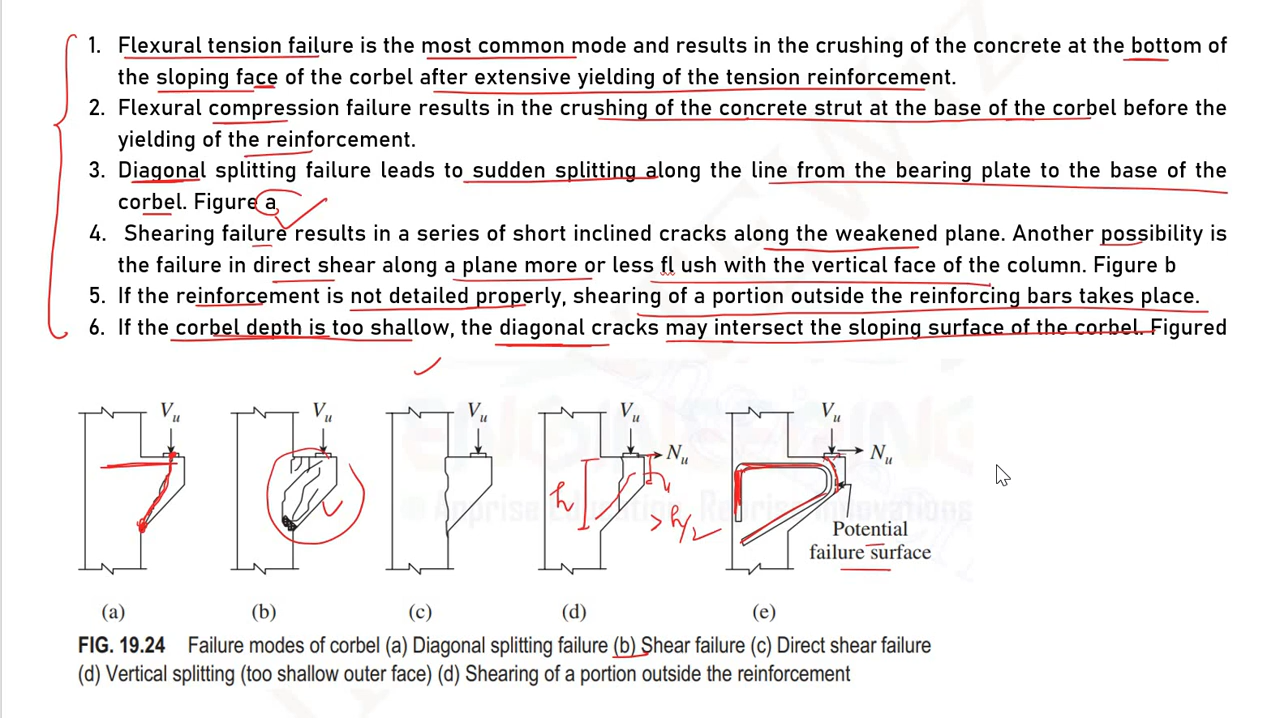 1. Flexural tension failure is the most common mode and results in the crushing of the concrete at the bottom of
the sloping face of the corbel after extensive yielding of the tension reinforcement.
2. Flexural compression failure results in the crushing of the concrete strut at the base of the corbel before the
yielding of the reinforcement.
3. Diagonal splitting failure leads to sudden splitting along the line from the bearing plate to the base of the
corbel. Figure a,
4. Shearing failure results in a series of short inclined cracks along the weakened plane. Another possibility is
the failure in direct shear along a plane more or less fl ush with the vertical face of the column. Figure b
5. If the reinforcement is not detailed properly, shearing of a portion outside the reinforcing bars takes place.
6. If the corbel depth is too shallow, the diagonal cracks may intersect the sloping surface of the corbel. Figured
Vu Vu Vu Vu Vu
Nu Nu
h
> h/2
Potential
failure surface
(a) (b) (c) (d) (e)
FIG. 19.24 Failure modes of corbel (a) Diagonal splitting failure (b) Shear failure (c) Direct shear failure
(d) Vertical splitting (too shallow outer face) (d) Shearing of a portion outside the reinforcement